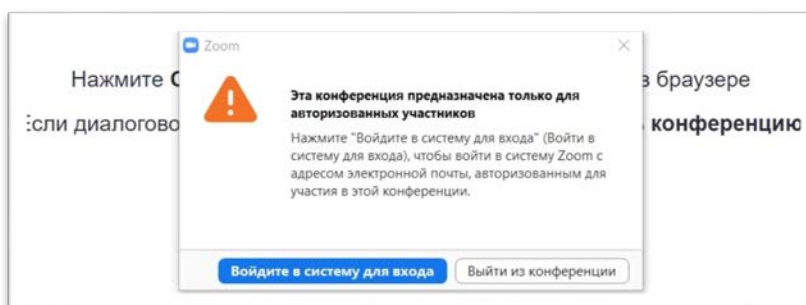 Zoom
Нажмите
в браузере
Если диалогово
конференцию
Эта конференция предназначена только для
авторизованных участников
Нажмите "Войдите в систему для входа" (Войти в
систему для входа), чтобы войти в систему Zoom с
адресом электронной почты, авторизованным для
участия в этой конференции.
Войдите в систему для входа
Выйти из конференции